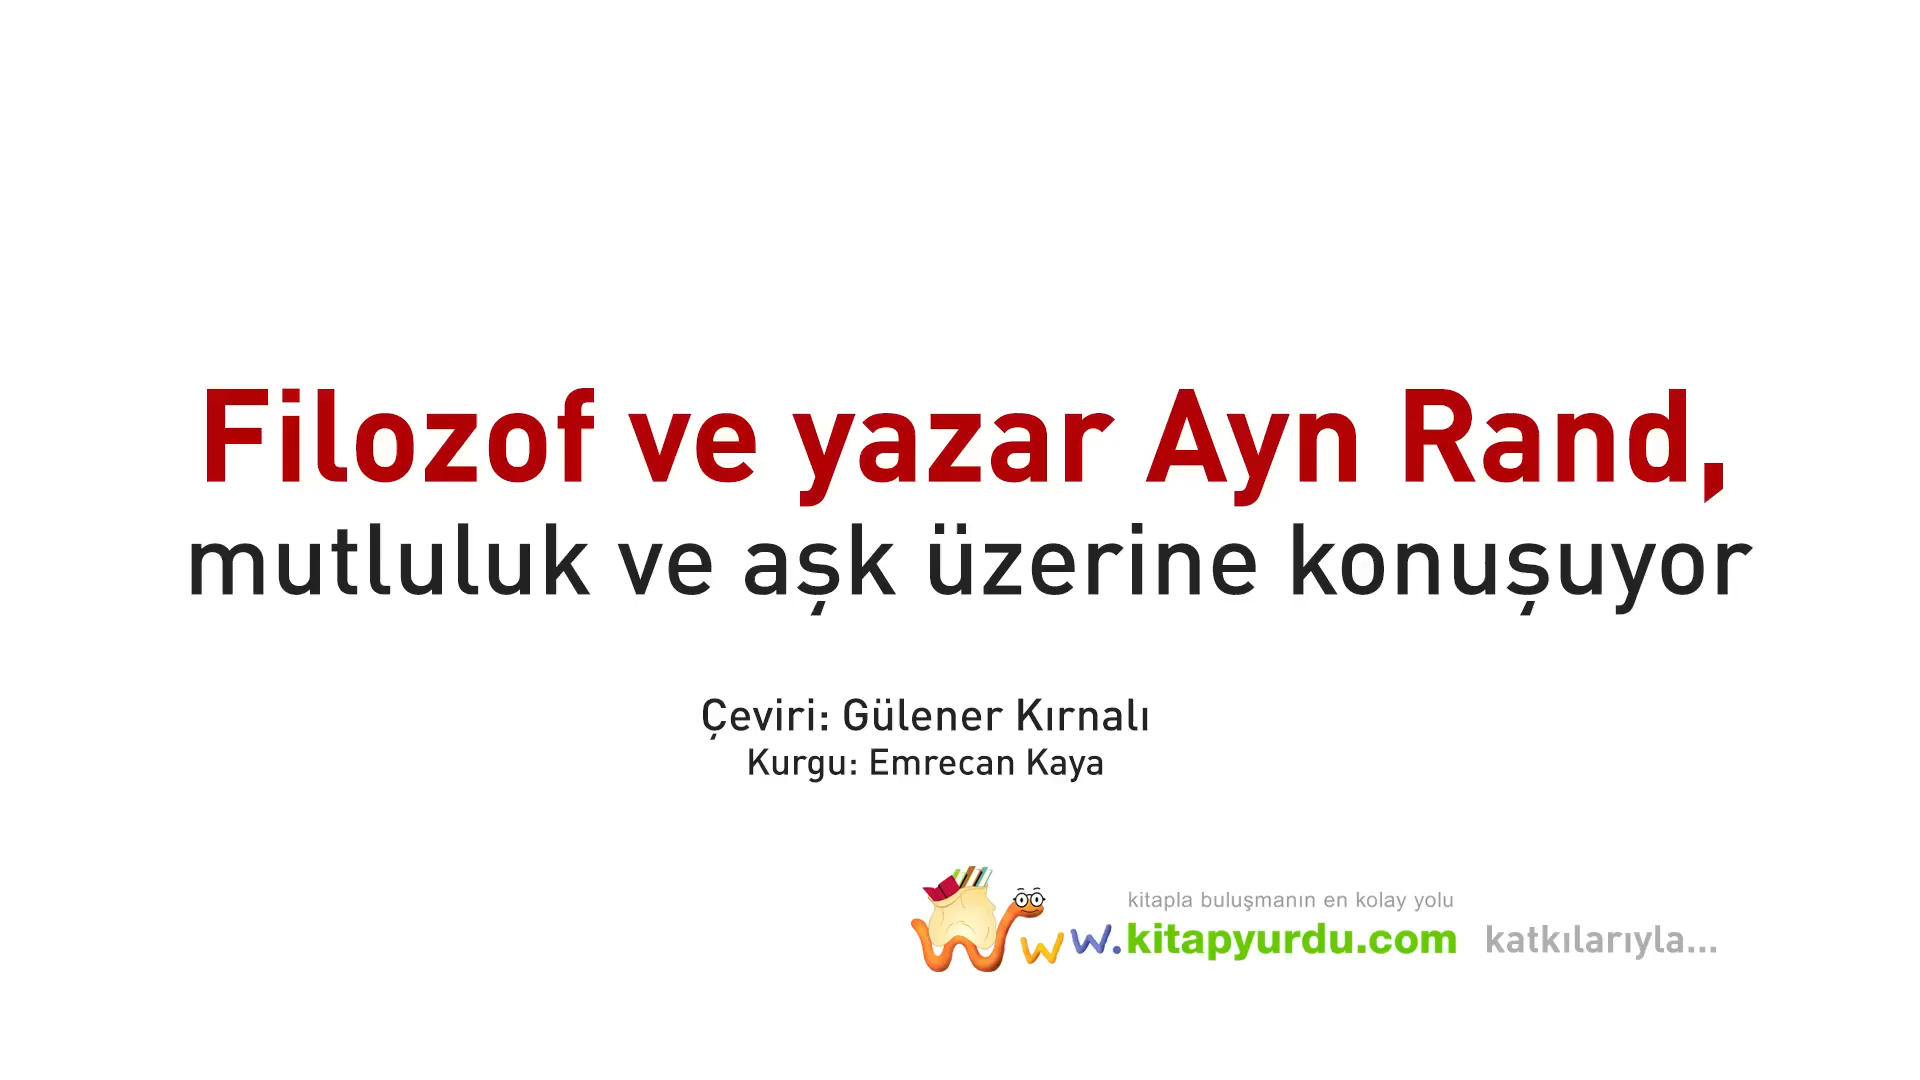 Filozof ve yazar Ayn Rand,
mutluluk ve aşk üzerine konuşuyor
Çeviri: Gülener Kırnalı
Kurgu: Emrecan Kaya
kitapla buluşmanın en kolay yolu
www.kitapyurdu.com katkılarıyla...